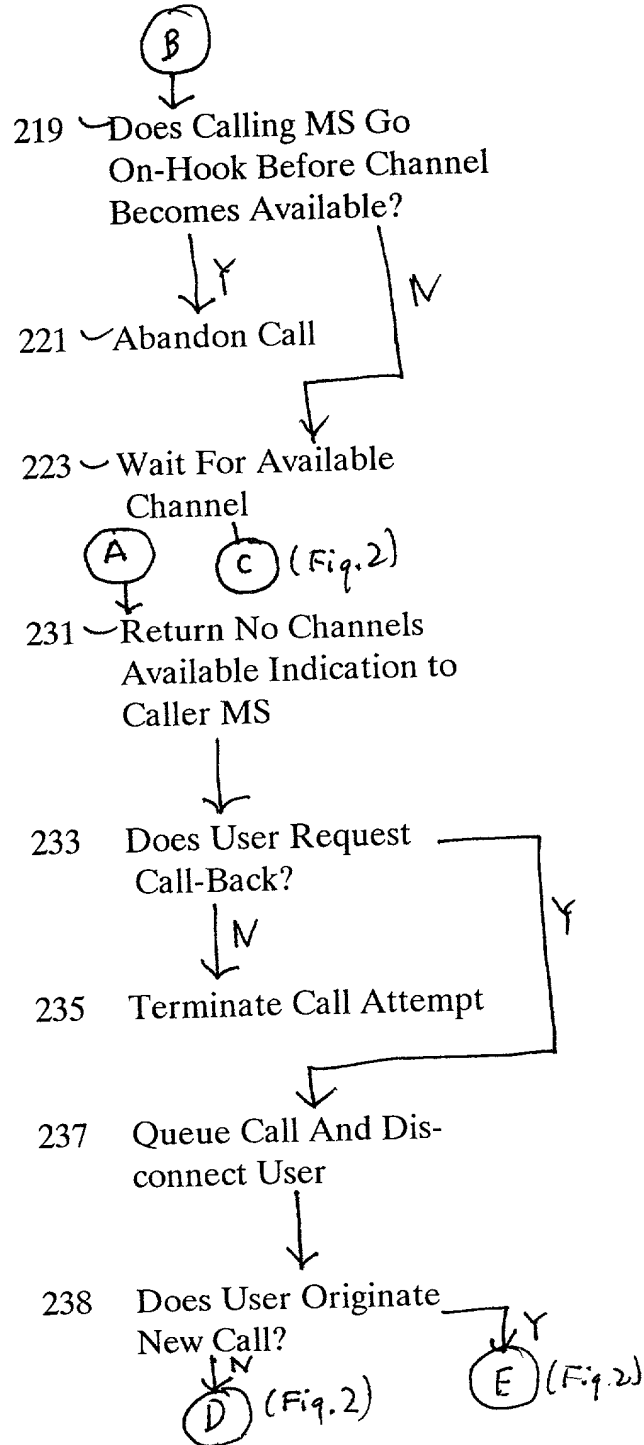 B
219 Does Calling MS Go
On-Hook Before Channel
Becomes Available?
Y
N
221 Abandon Call
223 Wait For Available
Channel
A
C (Fig.2)
231 Return No Channels
Available Indication to
Caller MS
233 Does User Request
Call-Back?
N
Y
235 Terminate Call Attempt
237 Queue Call And Dis-
connect User
238 Does User Originate
New Call?
Y
N
E (Fig.2)
D (Fig.2)